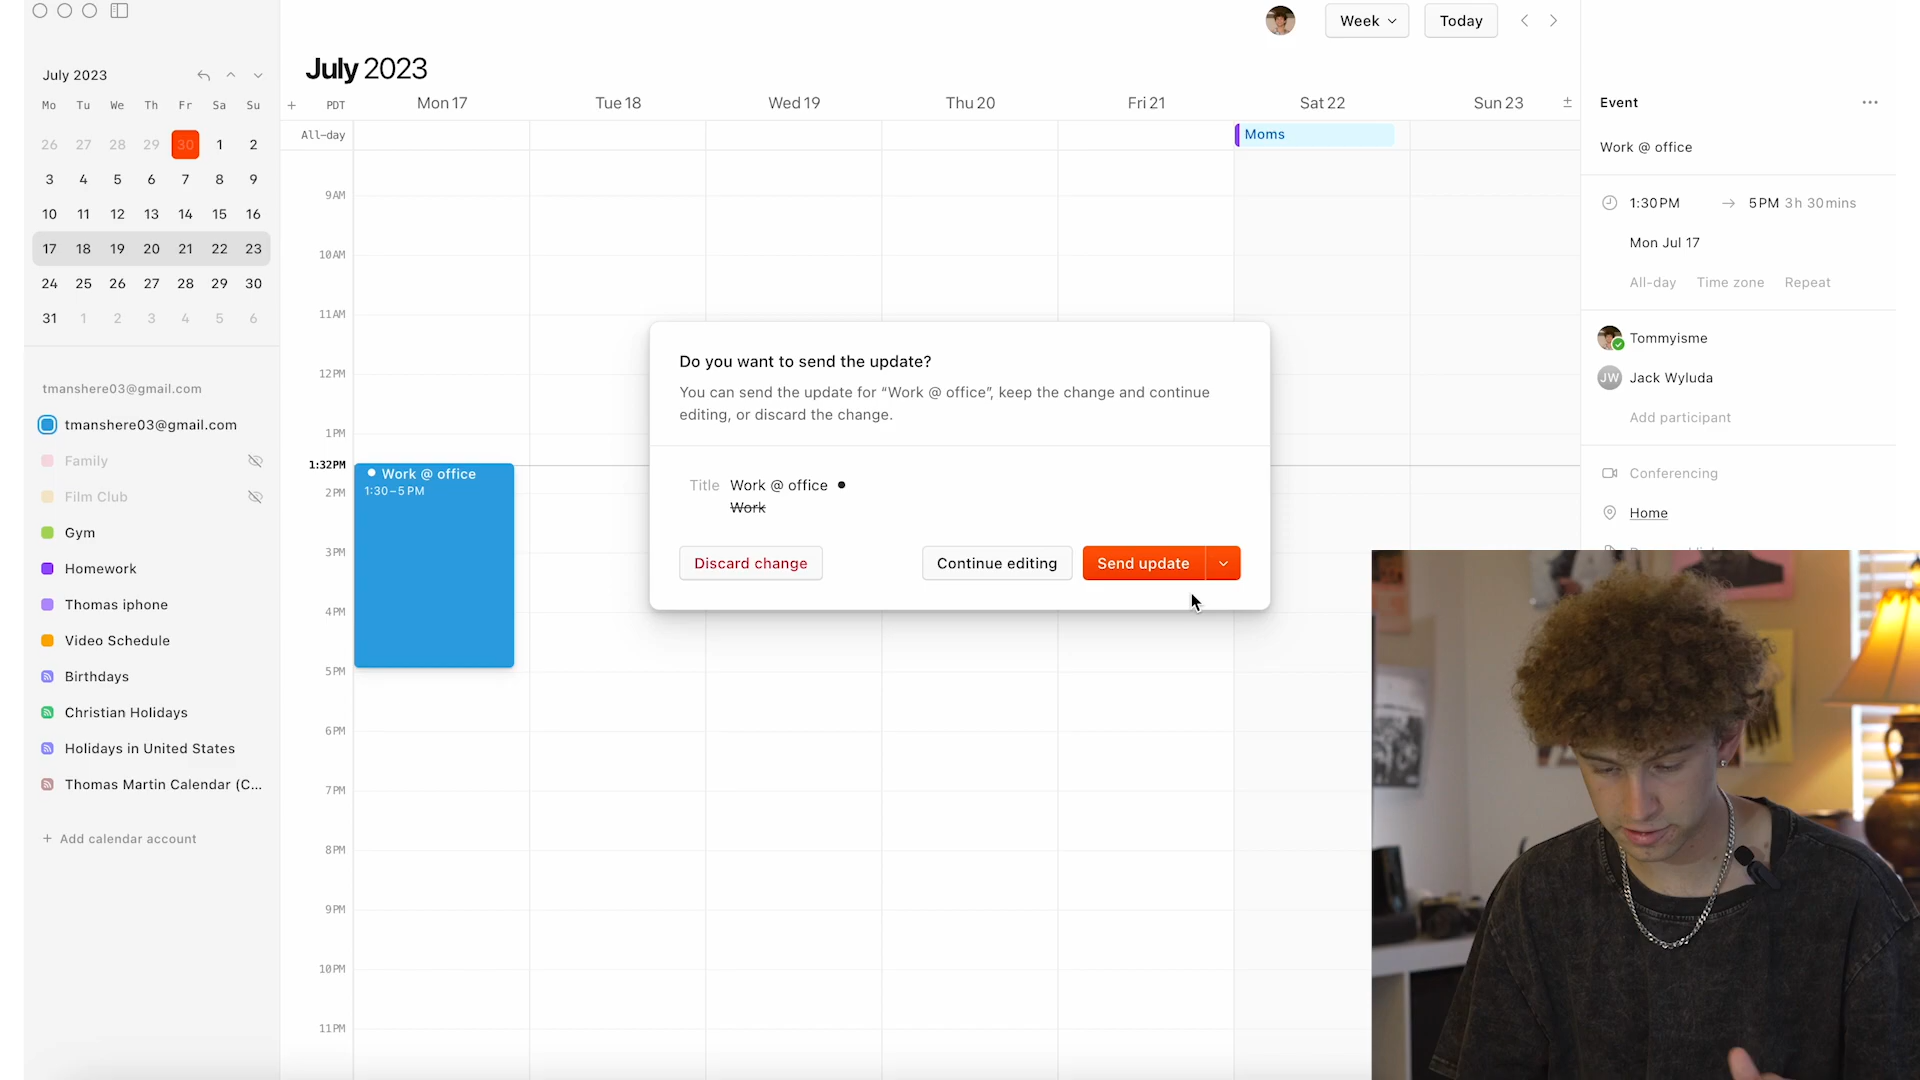 July 2023
Mo Tu We Th Fr Sa Su
26 27 28 29 30 1 2
3 4 5 6 7 8 9
10 11 12 13 14 15 16
17 18 19 20 21 22 23
24 25 26 27 28 29 30
31 1 2 3 4 5 6
tmanshere03@gmail.com
tmanshere03@gmail.com
Family
Film Club
Gym
Homework
Thomas iphone
Video Schedule
Birthdays
Christian Holidays
Holidays in United States
Thomas Martin Calendar (C...
+ Add calendar account
Week
Today
July 2023
+ PDT Mon 17 Tue 18 Wed 19 Thu 20 Fri 21 Sat 22 Sun 23 ±
All-day
Moms
9AM
10AM
11AM
12PM
1PM
1:32PM
2PM
3PM
4PM
5PM
6PM
7PM
8PM
9PM
10PM
11PM
Work @ office
1:30–5PM
Do you want to send the update?
You can send the update for “Work @ office”, keep the change and continue
editing, or discard the change.
Title Work @ office
Work
Discard change
Continue editing
Send update
Event
Work @ office
1:30PM → 5PM 3h 30mins
Mon Jul 17
All-day Time zone Repeat
Tommyisme
JW Jack Wyluda
Add participant
Conferencing
Home